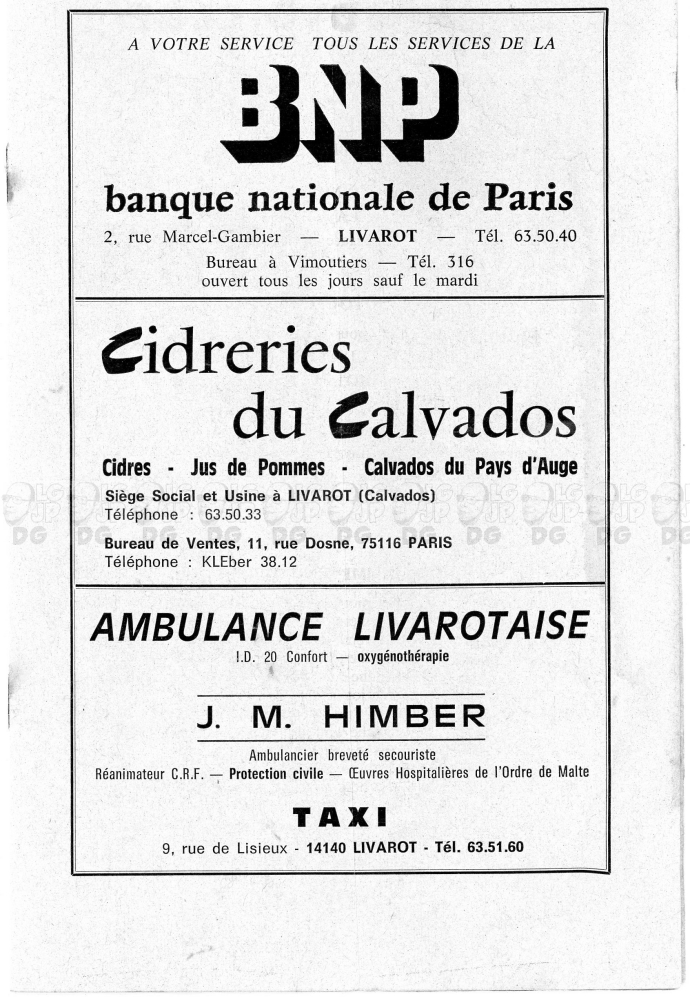 A VOTRE SERVICE TOUS LES SERVICES DE LA
BNP
banque nationale de Paris
2, rue Marcel-Gambier — LIVAROT — Tél. 63.50.40
Bureau à Vimoutiers — Tél. 316
ouvert tous les jours sauf le mardi
Cidreries
du Calvados
Cidres - Jus de Pommes - Calvados du Pays d'Auge
Siège Social et Usine à LIVAROT (Calvados)
Téléphone : 63.50.33
Bureau de Ventes, 11, rue Dosne, 75116 PARIS
Téléphone : KLEber 38.12
AMBULANCE LIVAROTAISE
I.D. 20 Confort — oxygénothérapie
J. M. HIMBER
Ambulancier breveté secouriste
Réanimateur C.R.F. — Protection civile — Œuvres Hospitalières de l'Ordre de Malte
TAXI
9, rue de Lisieux - 14140 LIVAROT - Tél. 63.51.60